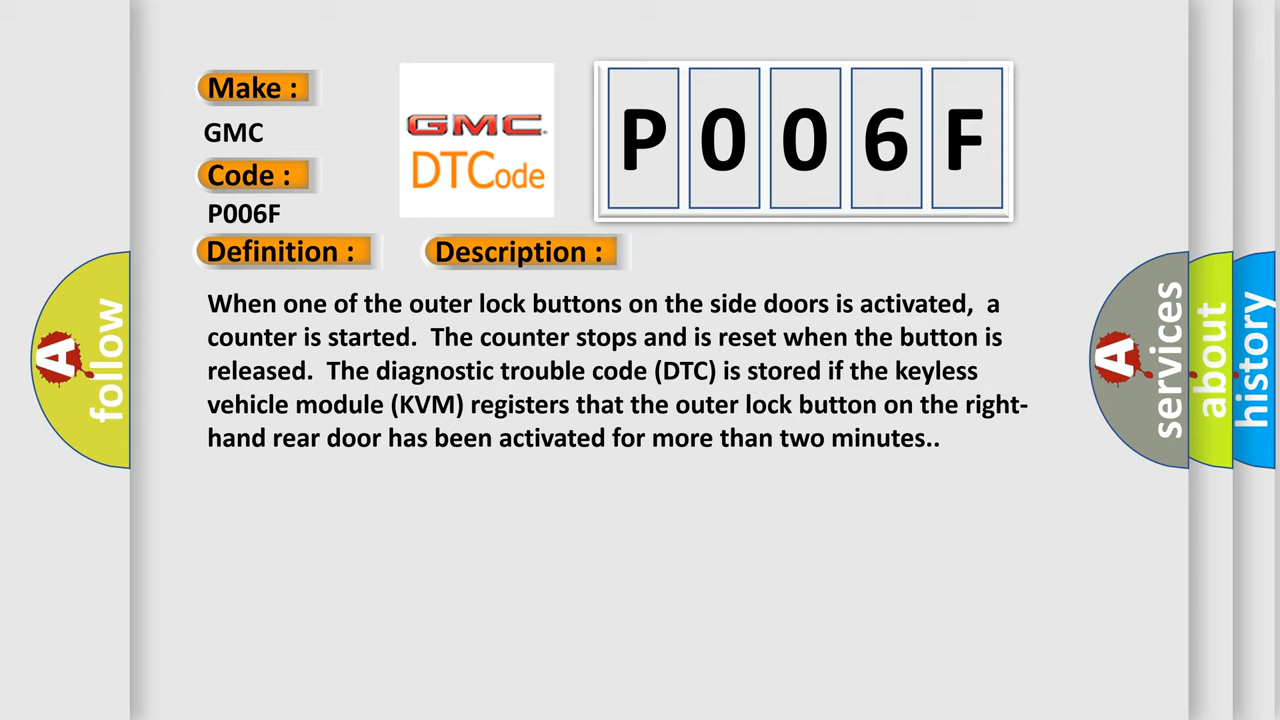 Make :
GMC
Code :
P006F
GMC
DTCode
P006F
Definition :
Description :
When one of the outer lock buttons on the side doors is activated, a
counter is started The counter stops and is reset when the button is
released The diagnostic trouble code (DTC) is stored if the keyless
vehicle module (KVM) registers that the outer lock button on the right-
hand rear door has been activated for more than two minutes..
A follow
A services
about
history